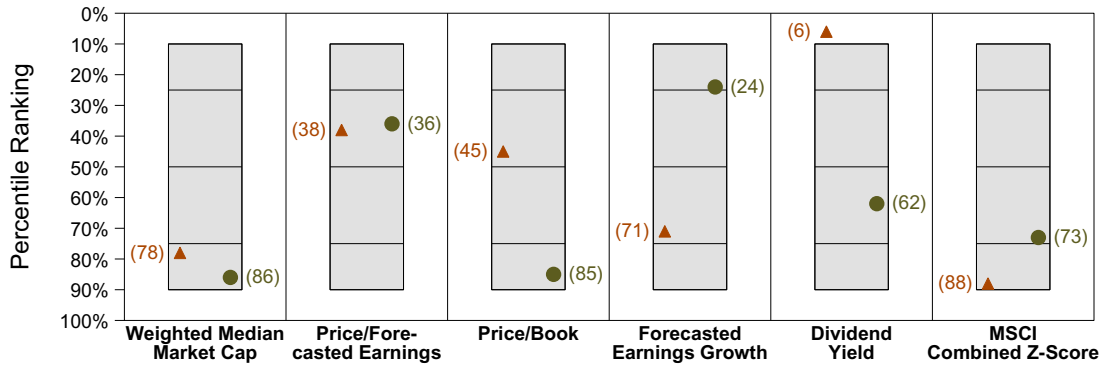 Percentile Ranking
0%
10%
20%
30%
40%
50%
60%
70%
80%
90%
100%
(78)
(86)
(38)
(36)
(45)
(85)
(71)
(24)
(6)
(62)
(88)
(73)
Weighted Median
Market Cap
Price/Fore-
casted Earnings
Price/Book
Forecasted
Earnings Growth
Dividend
Yield
MSCI
Combined Z-Score